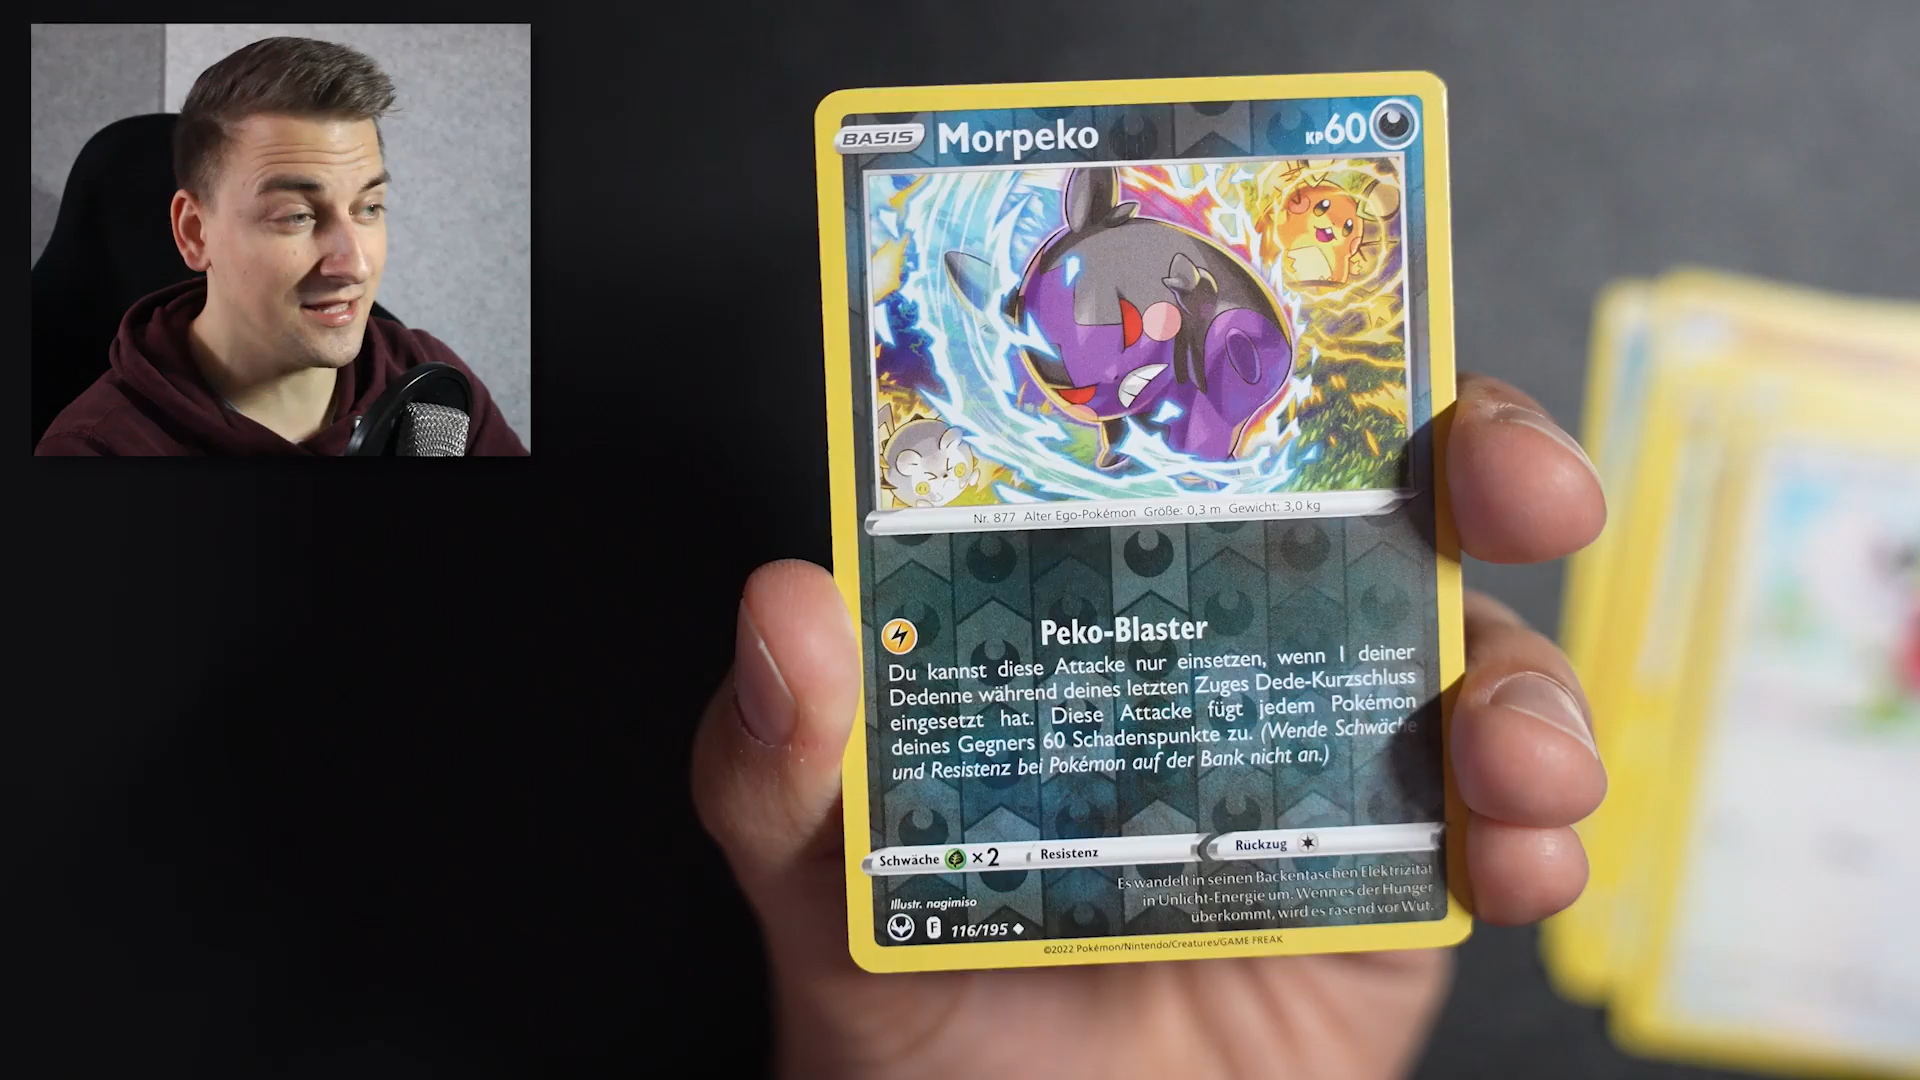 BASIS Morpeko KP60
Nr. 877 Alter Ego-Pokémon Größe: 0,3 m Gewicht: 3,0 kg
Peko-Blaster
Du kannst diese Attacke nur einsetzen, wenn 1 deiner
Dedenne während deines letzten Zuges Dede-Kurzschluss
eingesetzt hat. Diese Attacke fügt jedem Pokémon
deines Gegners 60 Schadenspunkte zu. (Wende Schwäche
und Resistenz bei Pokémon auf der Bank nicht an.)
Schwäche ×2 Resistenz Rückzug
Es wandelt in seinen Backentaschen Elektrizität
in Unlicht-Energie um. Wenn es der Hunger
überkommt, wird es rasend vor Wut.
Illustr. nagimiso
F 116/195
©2022 Pokémon/Nintendo/Creatures/GAME FREAK